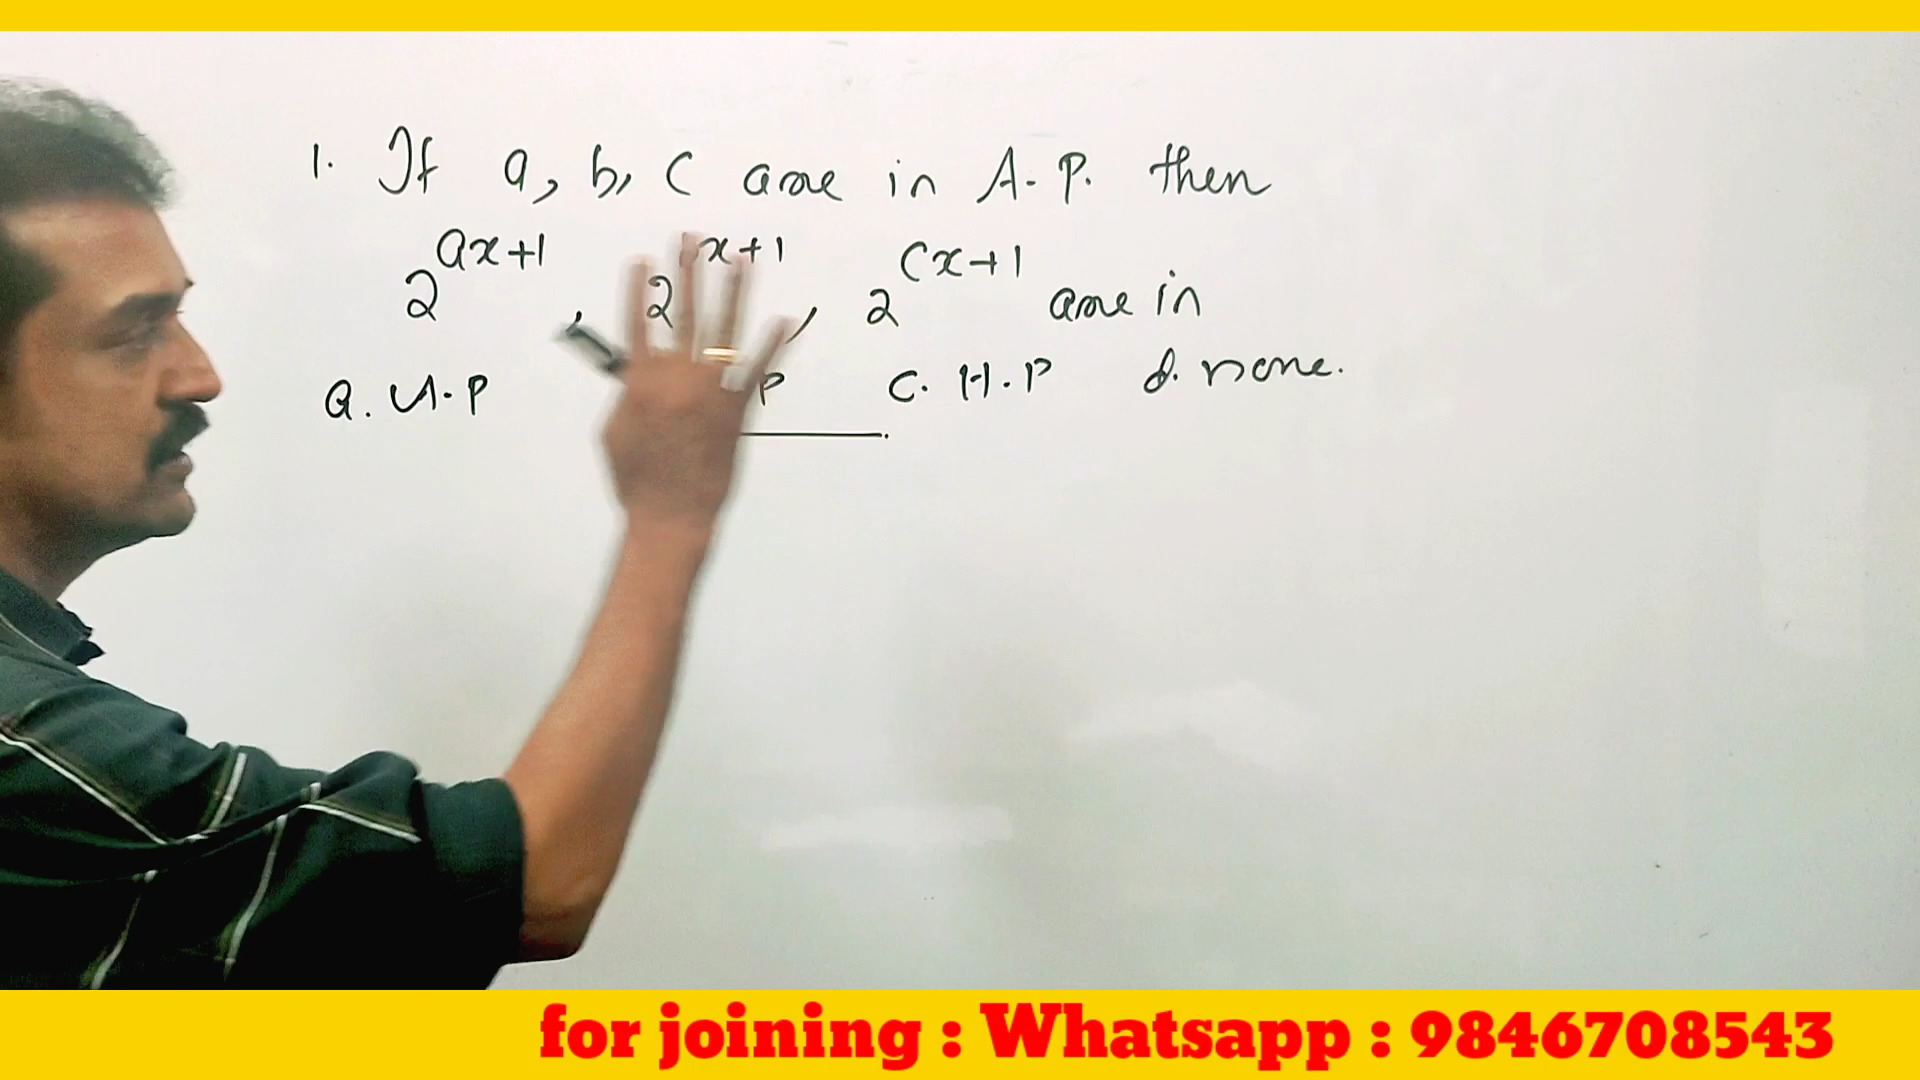 1. If a, b, c are in A.P. then
2^{ax+1}, 2 x+1, 2^{cx+1} are in
a. A.P P c. H.P d. none.
for joining : Whatsapp : 9846708543